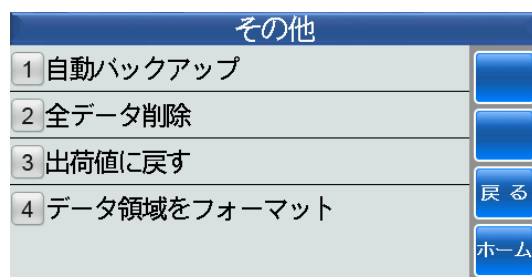 その他
1 自動バックアップ
2 全データ削除
3 出荷値に戻す
4 データ領域をフォーマット
戻る
ホーム